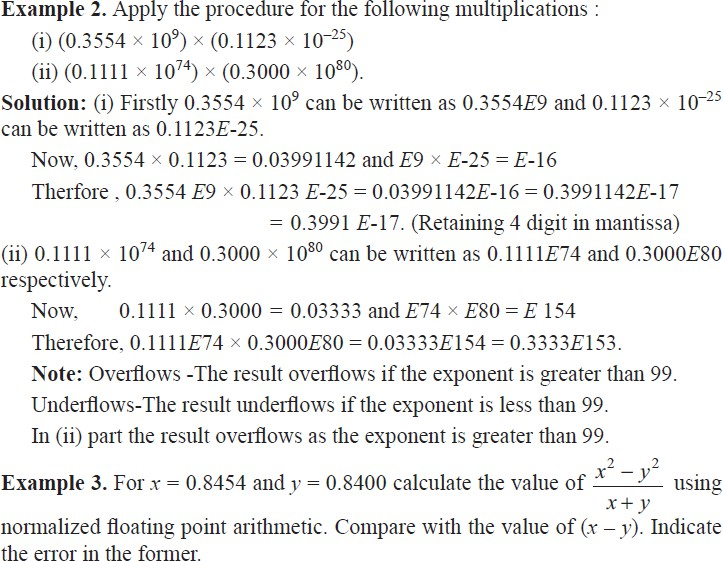 Example 2. Apply the procedure for the following multiplications :
(i) (0.3554 × 10⁹) × (0.1123 × 10⁻²⁵)
(ii) (0.1111 × 10⁷⁴) × (0.3000 × 10⁸⁰).
Solution: (i) Firstly 0.3554 × 10⁹ can be written as 0.3554E9 and 0.1123 × 10⁻²⁵
can be written as 0.1123E-25.
Now, 0.3554 × 0.1123 = 0.03991142 and E9 × E-25 = E-16
Therfore , 0.3554 E9 × 0.1123 E-25 = 0.03991142E-16 = 0.3991142E-17
= 0.3991 E-17. (Retaining 4 digit in mantissa)
(ii) 0.1111 × 10⁷⁴ and 0.3000 × 10⁸⁰ can be written as 0.1111E74 and 0.3000E80
respectively.
Now, 0.1111 × 0.3000 = 0.03333 and E74 × E80 = E 154
Therefore, 0.1111E74 × 0.3000E80 = 0.03333E154 = 0.3333E153.
Note: Overflows -The result overflows if the exponent is greater than 99.
Underflows-The result underflows if the exponent is less than 99.
In (ii) part the result overflows as the exponent is greater than 99.
Example 3. For x = 0.8454 and y = 0.8400 calculate the value of (x² – y²)/(x + y) using
normalized floating point arithmetic. Compare with the value of (x – y). Indicate
the error in the former.